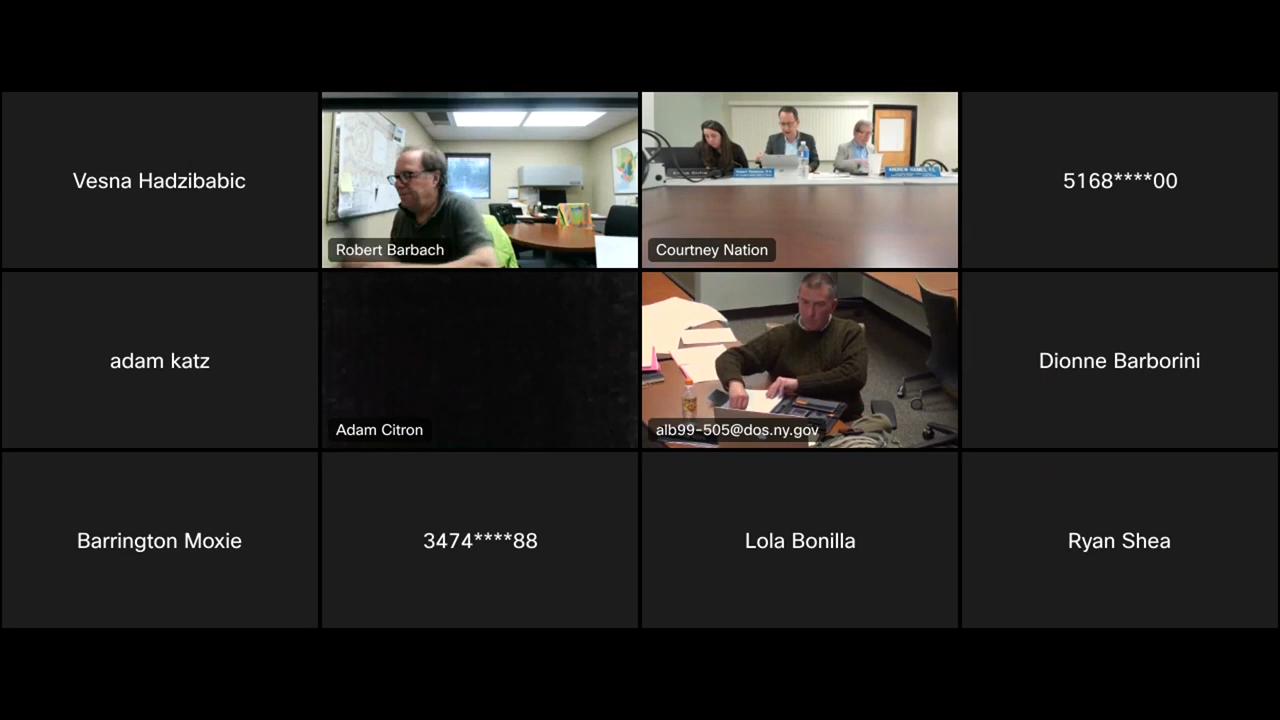 Vesna Hadzibabic
Robert Barbach
Courtney Nation
5168****00
adam katz
Adam Citron
alb99-505@dos.ny.gov
Dionne Barborini
Barrington Moxie
3474****88
Lola Bonilla
Ryan Shea